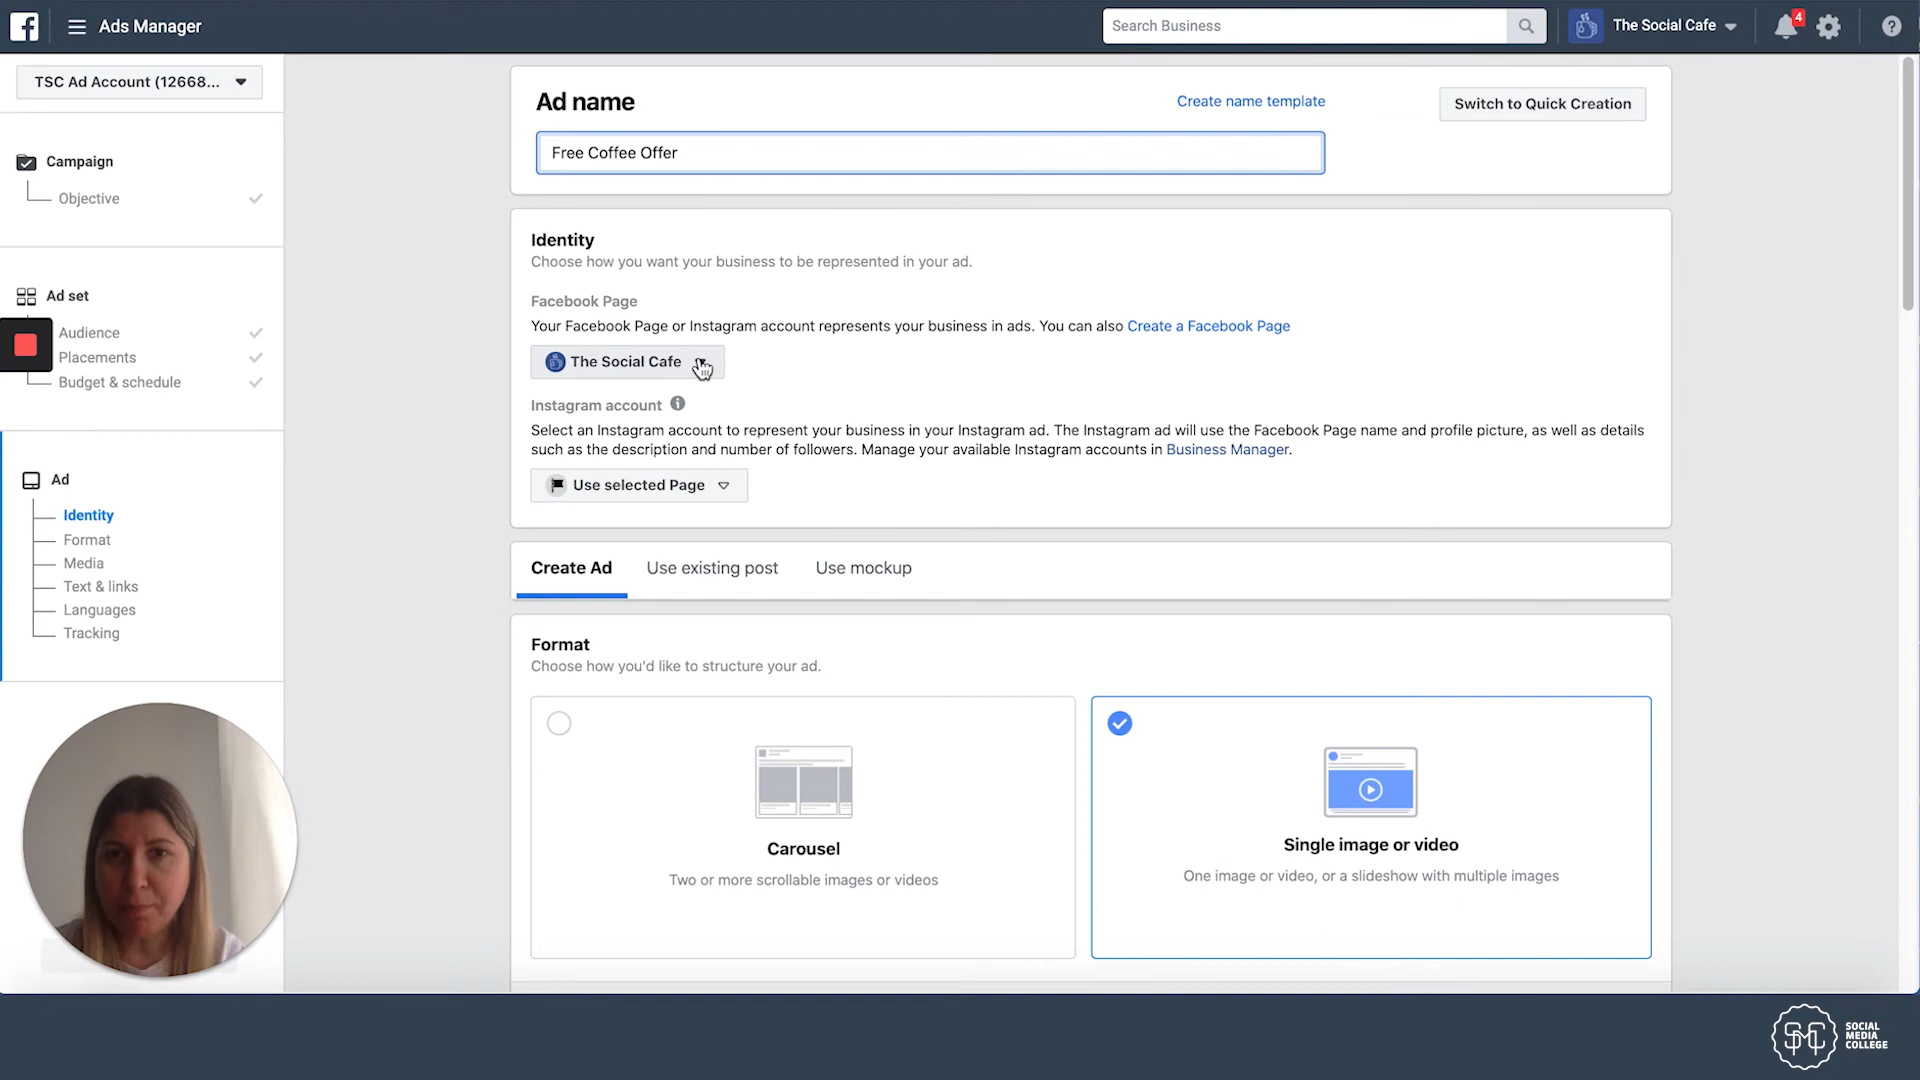 Ads Manager
Search Business
The Social Cafe
4
?
TSC Ad Account (12668...
Campaign
Objective
Ad set
Audience
Placements
Budget & schedule
Ad
Identity
Format
Media
Text & links
Languages
Tracking
Ad name
Create name template
Switch to Quick Creation
Free Coffee Offer
Identity
Choose how you want your business to be represented in your ad.
Facebook Page
Your Facebook Page or Instagram account represents your business in ads. You can also Create a Facebook Page
The Social Cafe
Instagram account
Select an Instagram account to represent your business in your Instagram ad. The Instagram ad will use the Facebook Page name and profile picture, as well as details
such as the description and number of followers. Manage your available Instagram accounts in Business Manager.
Use selected Page
Create Ad
Use existing post
Use mockup
Format
Choose how you'd like to structure your ad.
Carousel
Two or more scrollable images or videos
Single image or video
One image or video, or a slideshow with multiple images
SMC
SOCIAL
MEDIA
COLLEGE